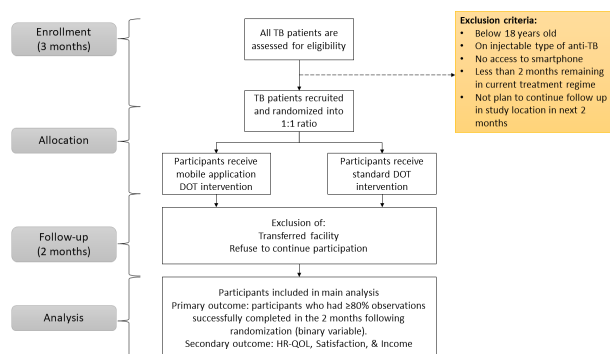 Enrollment
(3 months)
All TB patients are
assessed for eligibility
Exclusion criteria:
• Below 18 years old
• On injectable type of anti-TB
• No access to smartphone
• Less than 2 months remaining
in current treatment regime
• Not plan to continue follow up
in study location in next 2
months
TB patients recruited
and randomized into
1:1 ratio
Allocation
Participants receive
mobile application
DOT intervention
Participants receive
standard DOT
intervention
Follow-up
(2 months)
Exclusion of:
Transferred facility
Refuse to continue participation
Analysis
Participants included in main analysis
Primary outcome: participants who had ≥80% observations
successfully completed in the 2 months following
randomization (binary variable).
Secondary outcome: HR-QOL, Satisfaction, & Income